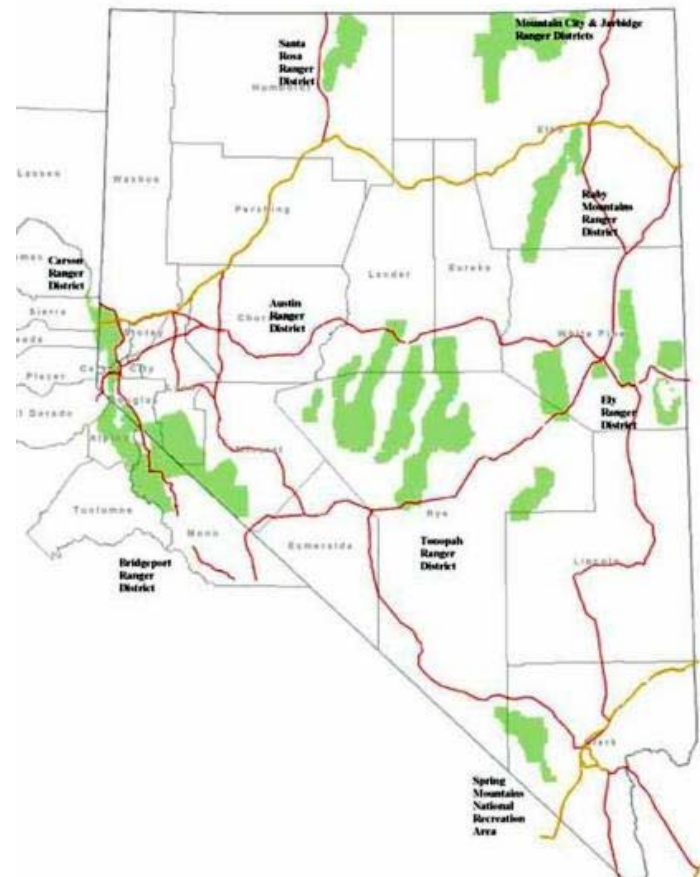 Mountain City & Jarbidge
Ranger Districts
Santa
Rosa
Ranger
District
Humboldt
Elko
Lassen
Washoe
Pershing
Ruby
Mountains
Ranger
District
Carson
Ranger
District
Lander
Eureka
Austin
Ranger
District
Sierra
Storey
White Pine
Placer
Carson City
Douglas
Ely
Ranger
District
Alpine
Tuolumne
Mono
Nye
Esmeralda
Tonopah
Ranger
District
Lincoln
Bridgeport
Ranger
District
Clark
Spring
Mountains
National
Recreation
Area